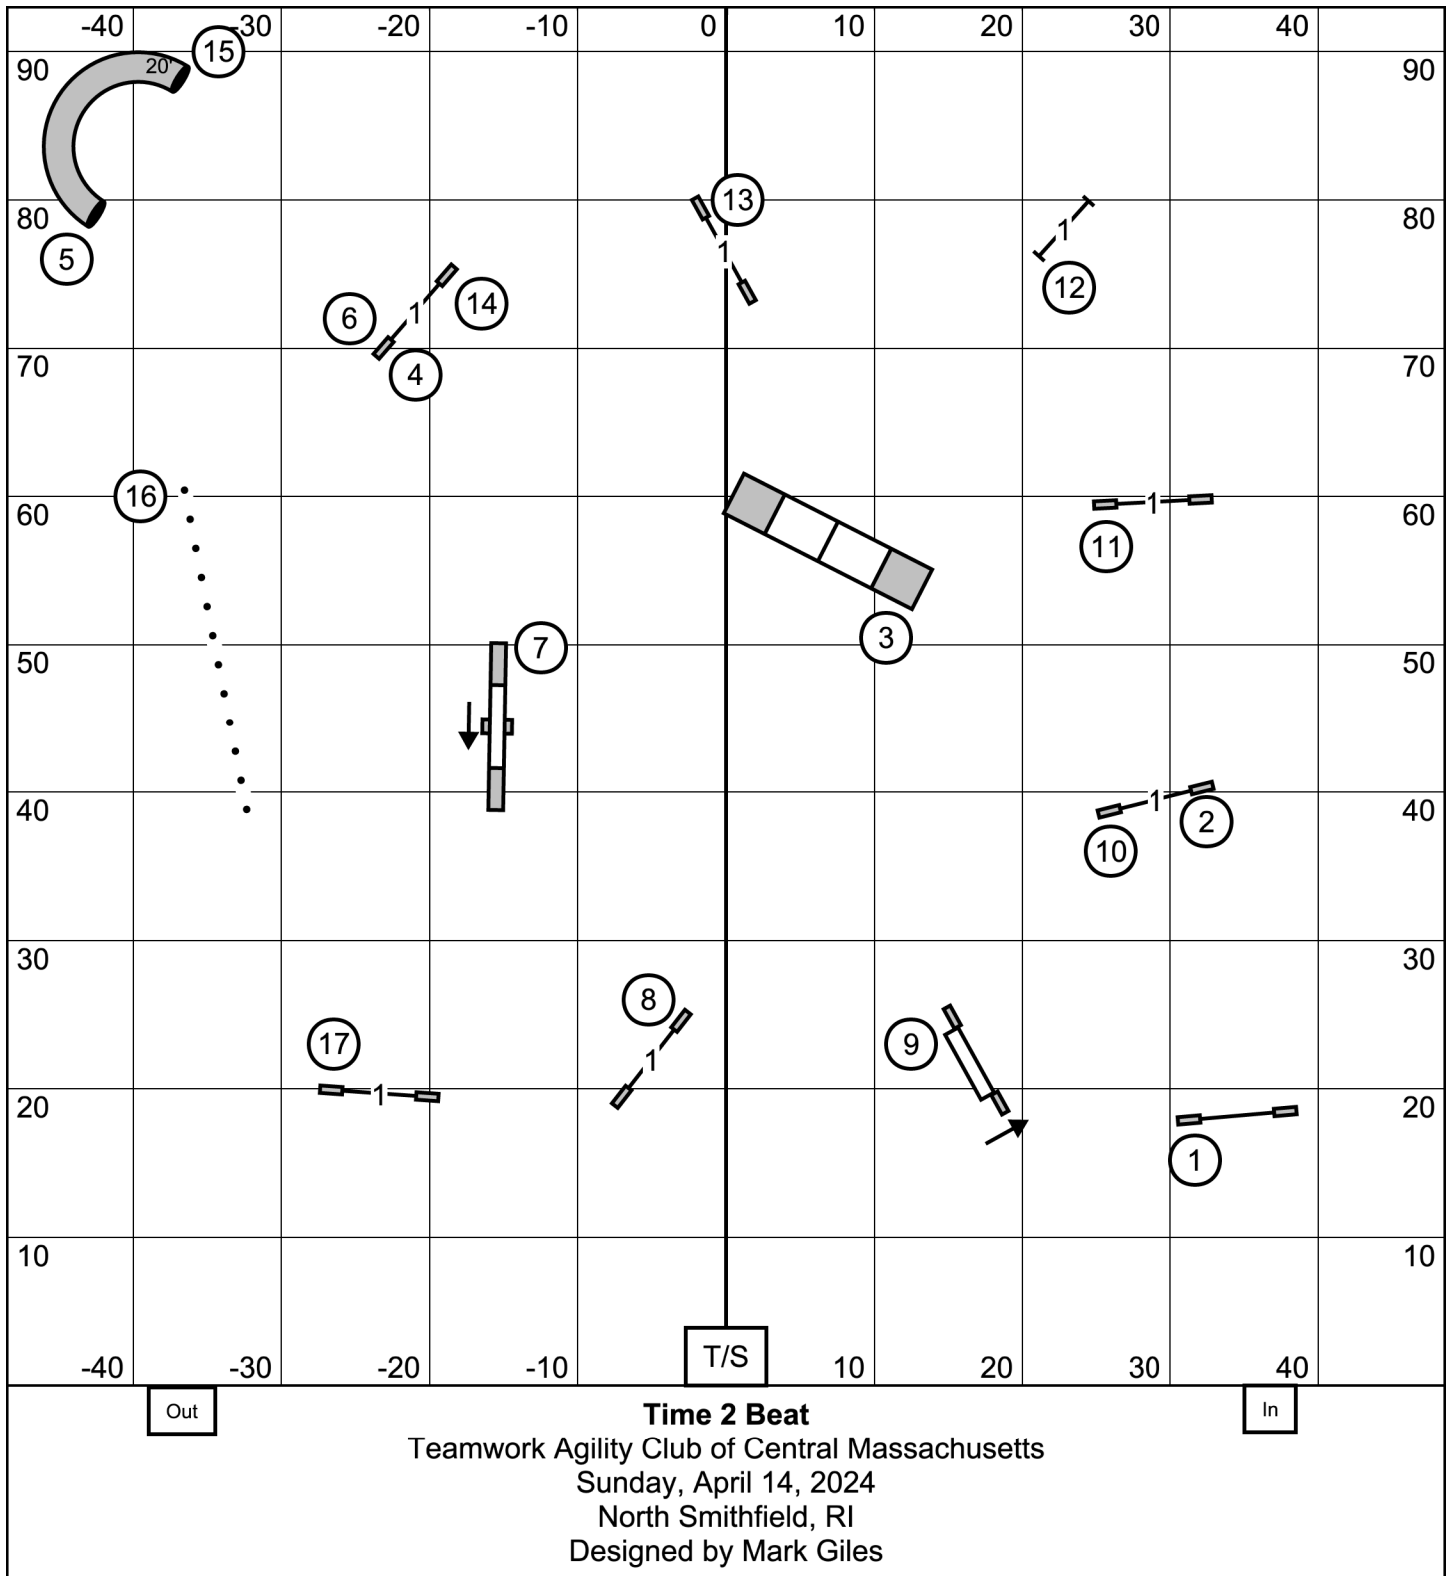 -40 -30 -20 -10 0 10 20 30 40
15
90 20' 90
13
80 1 1 80
5 12
6 1 14
70 4 70
16 1
60 11 60
3
7
50 50
1
40 2 40
10
30 30
8
17 9
1 1
20 20
1
10 10
T/S
-40 -30 -20 -10 10 20 30 40
Out In
Time 2 Beat
Teamwork Agility Club of Central Massachusetts
Sunday, April 14, 2024
North Smithfield, RI
Designed by Mark Giles